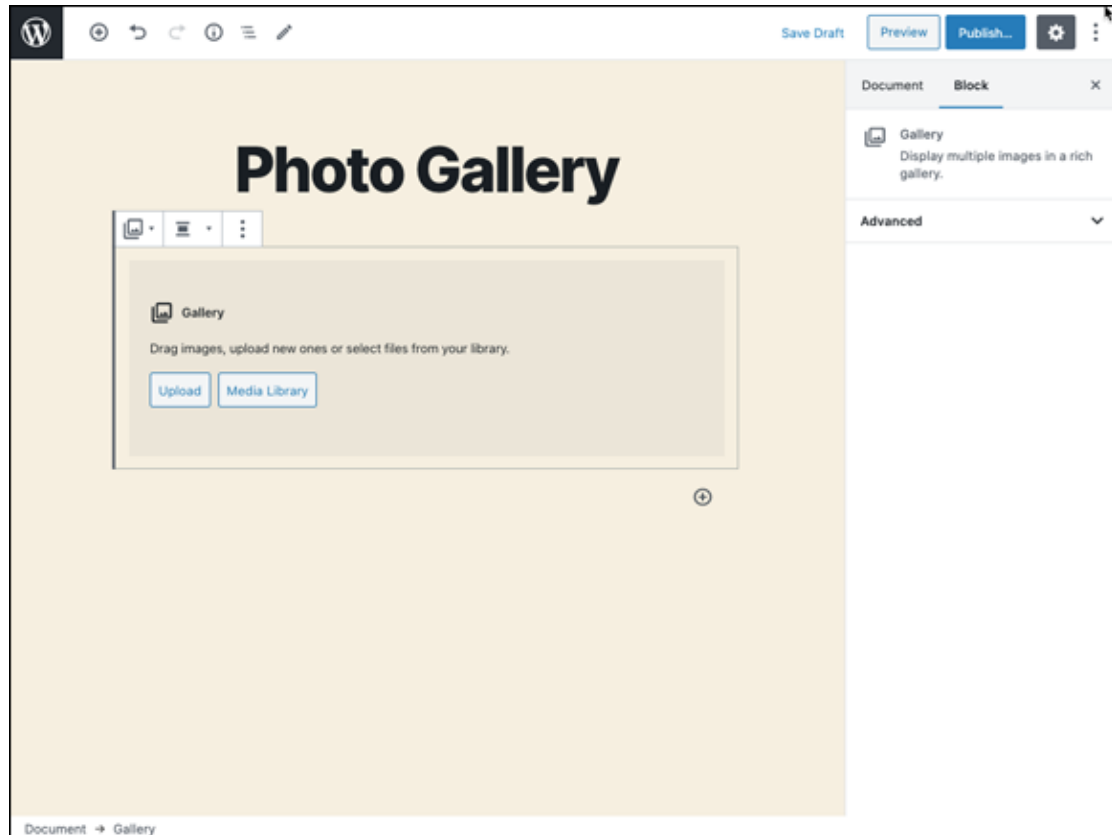 Save Draft
Preview
Publish...
Document
Block
Photo Gallery
Gallery
Drag images, upload new ones or select files from your library.
Upload
Media Library
Gallery
Display multiple images in a rich
gallery.
Advanced
Document → Gallery